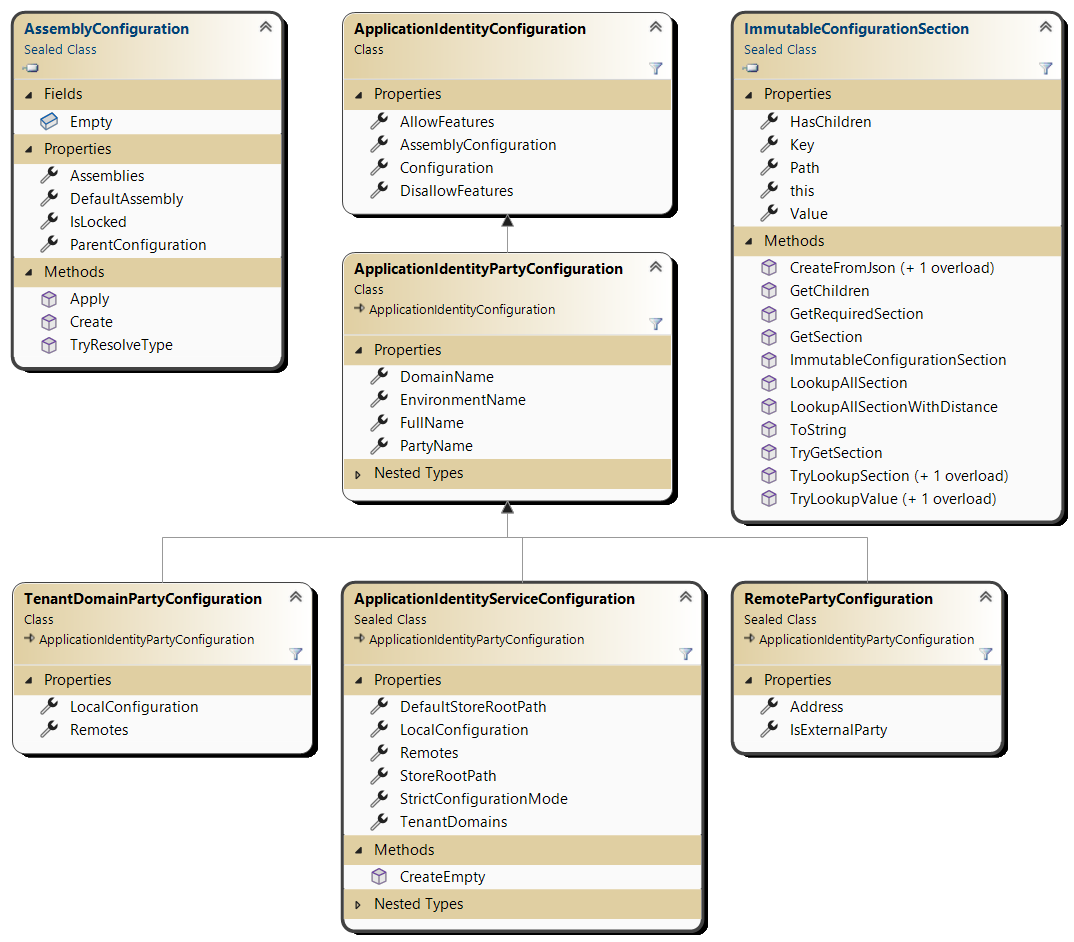 AssemblyConfiguration
Sealed Class
Fields
Empty
Properties
Assemblies
DefaultAssembly
IsLocked
ParentConfiguration
Methods
Apply
Create
TryResolveType
ApplicationIdentityConfiguration
Class
Properties
AllowFeatures
AssemblyConfiguration
Configuration
DisallowFeatures
ImmutableConfigurationSection
Sealed Class
Properties
HasChildren
Key
Path
this
Value
Methods
CreateFromJson (+ 1 overload)
GetChildren
GetRequiredSection
GetSection
ImmutableConfigurationSection
LookupAllSection
LookupAllSectionWithDistance
ToString
TryGetSection
TryLookupSection (+ 1 overload)
TryLookupValue (+ 1 overload)
ApplicationIdentityPartyConfiguration
Class
ApplicationIdentityConfiguration
Properties
DomainName
EnvironmentName
FullName
PartyName
Nested Types
TenantDomainPartyConfiguration
Class
ApplicationIdentityPartyConfiguration
Properties
LocalConfiguration
Remotes
ApplicationIdentityServiceConfiguration
Sealed Class
ApplicationIdentityPartyConfiguration
Properties
DefaultStoreRootPath
LocalConfiguration
Remotes
StoreRootPath
StrictConfigurationMode
TenantDomains
Methods
CreateEmpty
Nested Types
RemotePartyConfiguration
Sealed Class
ApplicationIdentityPartyConfiguration
Properties
Address
IsExternalParty